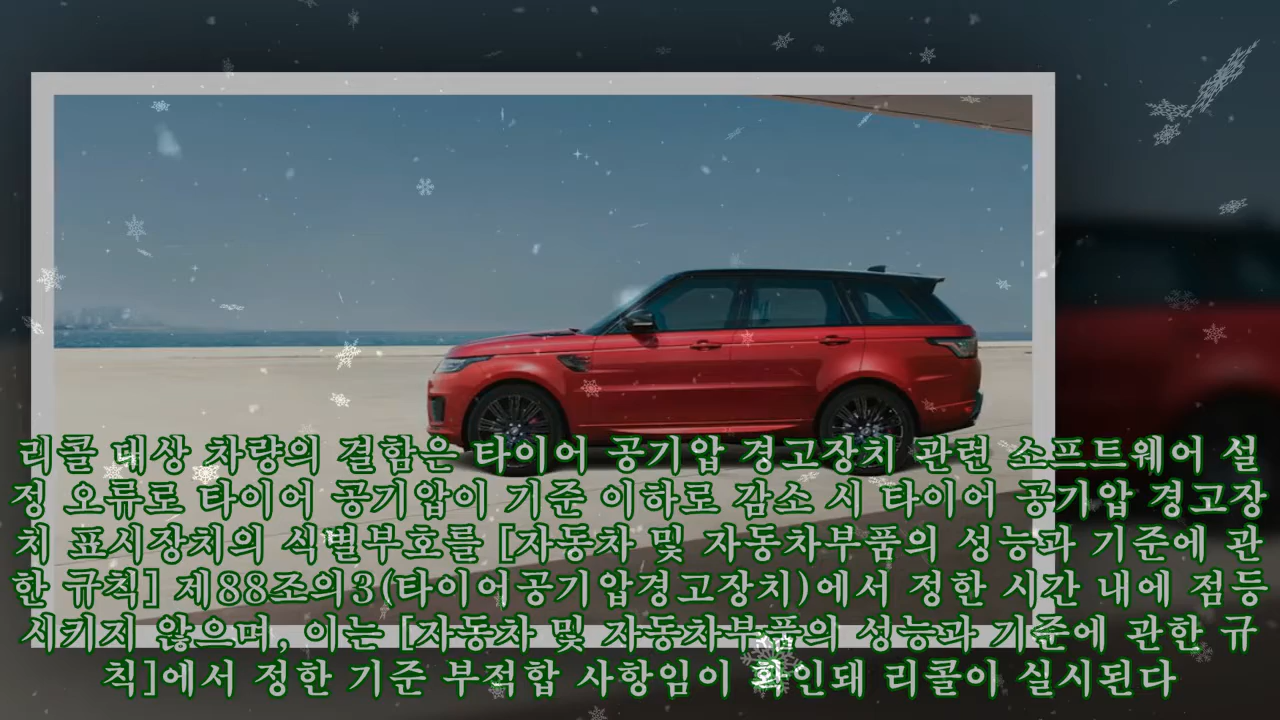 리콜 대상 차량의 결함은 타이어 공기압 경고장치 관련 소프트웨어 설
정 오류로 타이어 공기압이 기준 이하로 감소 시 타이어 공기압 경고장
치 표시장치의 식별부호를 [자동차 및 자동차부품의 성능과 기준에 관
한 규칙] 제88조의3(타이어공기압경고장치)에서 정한 시간 내에 점등
시키지 않으며, 이는 [자동차 및 자동차부품의 성능과 기준에 관한 규
칙]에서 정한 기준 부적합 사항임이 확인돼 리콜이 실시된다